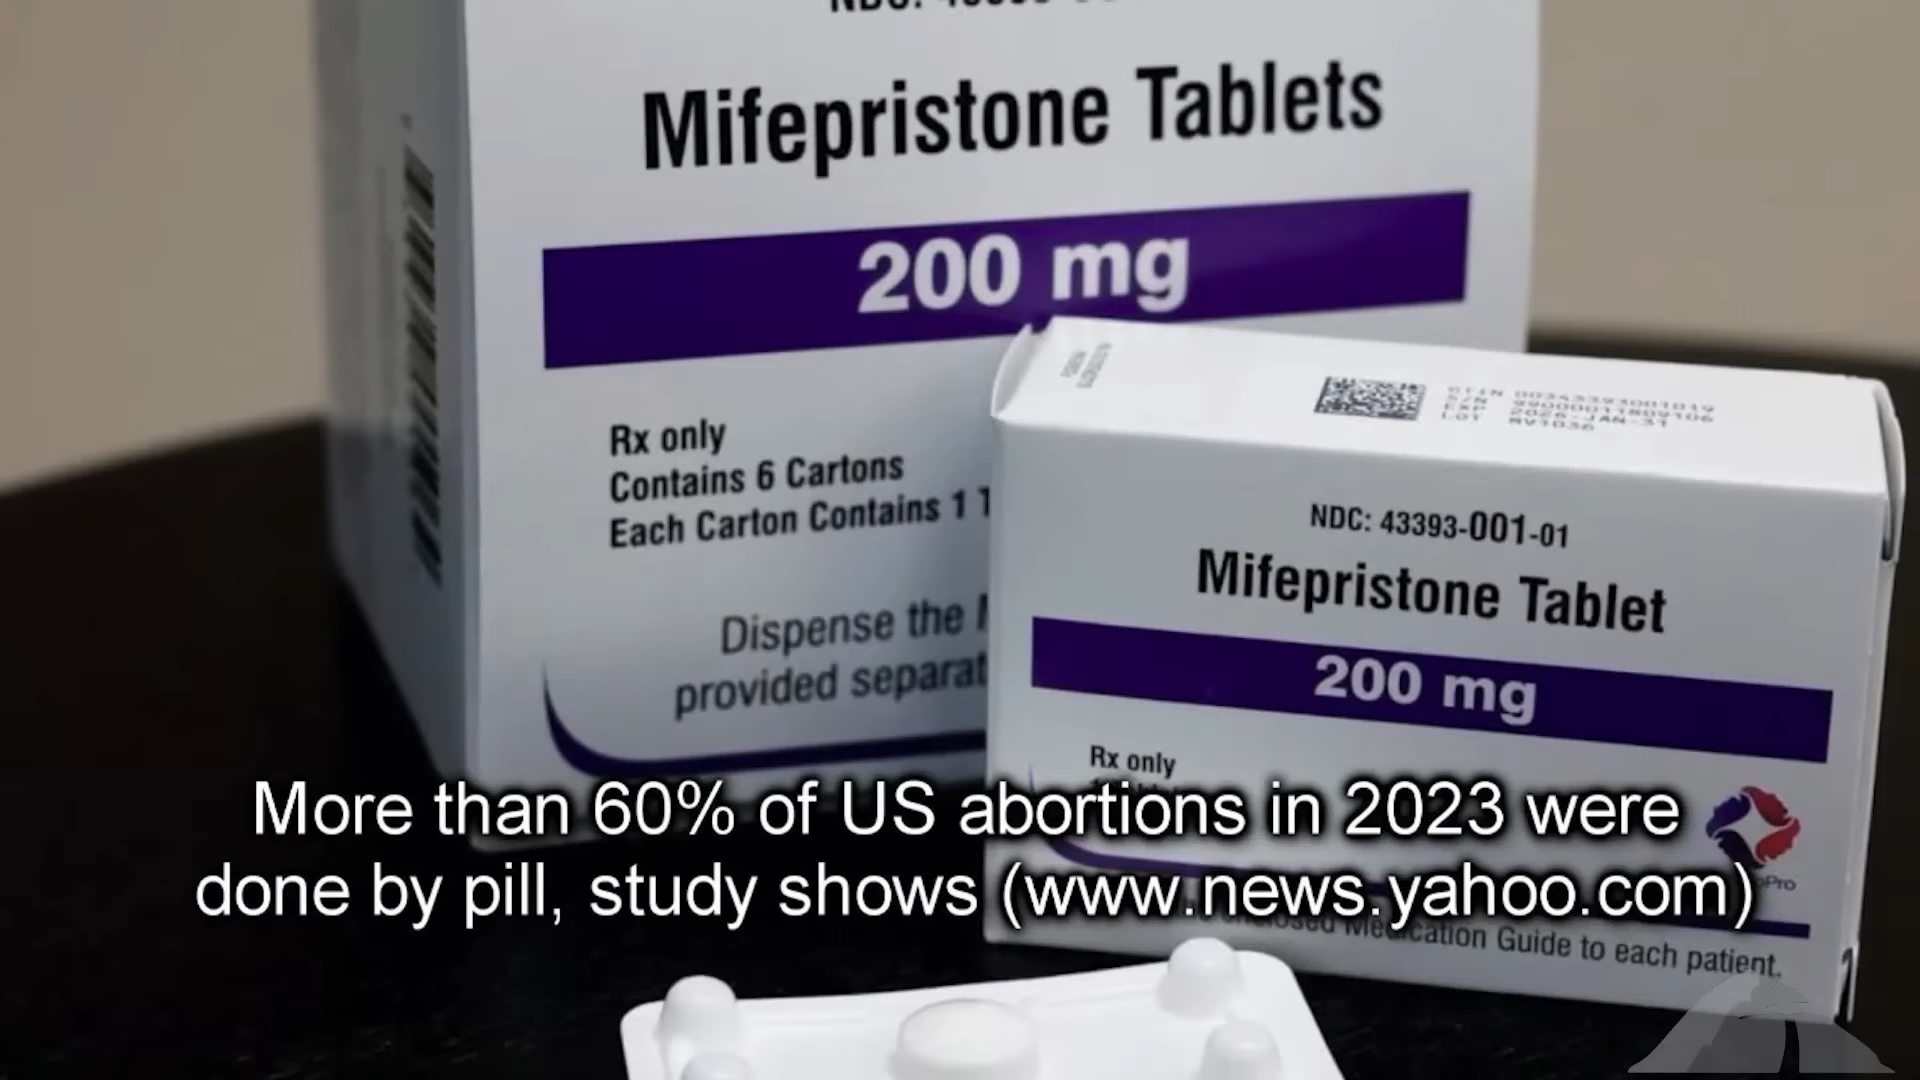 Mifepristone Tablets
200 mg
Rx only
Contains 6 Cartons
Each Carton Contains 1
Dispense the
provided
NDC: 43393-001-01
Mifepristone Tablet
200 mg
Rx only
More than 60% of US abortions in 2023 were
done by pill, study shows (www.news.yahoo.com)
Medication Guide to each patient.